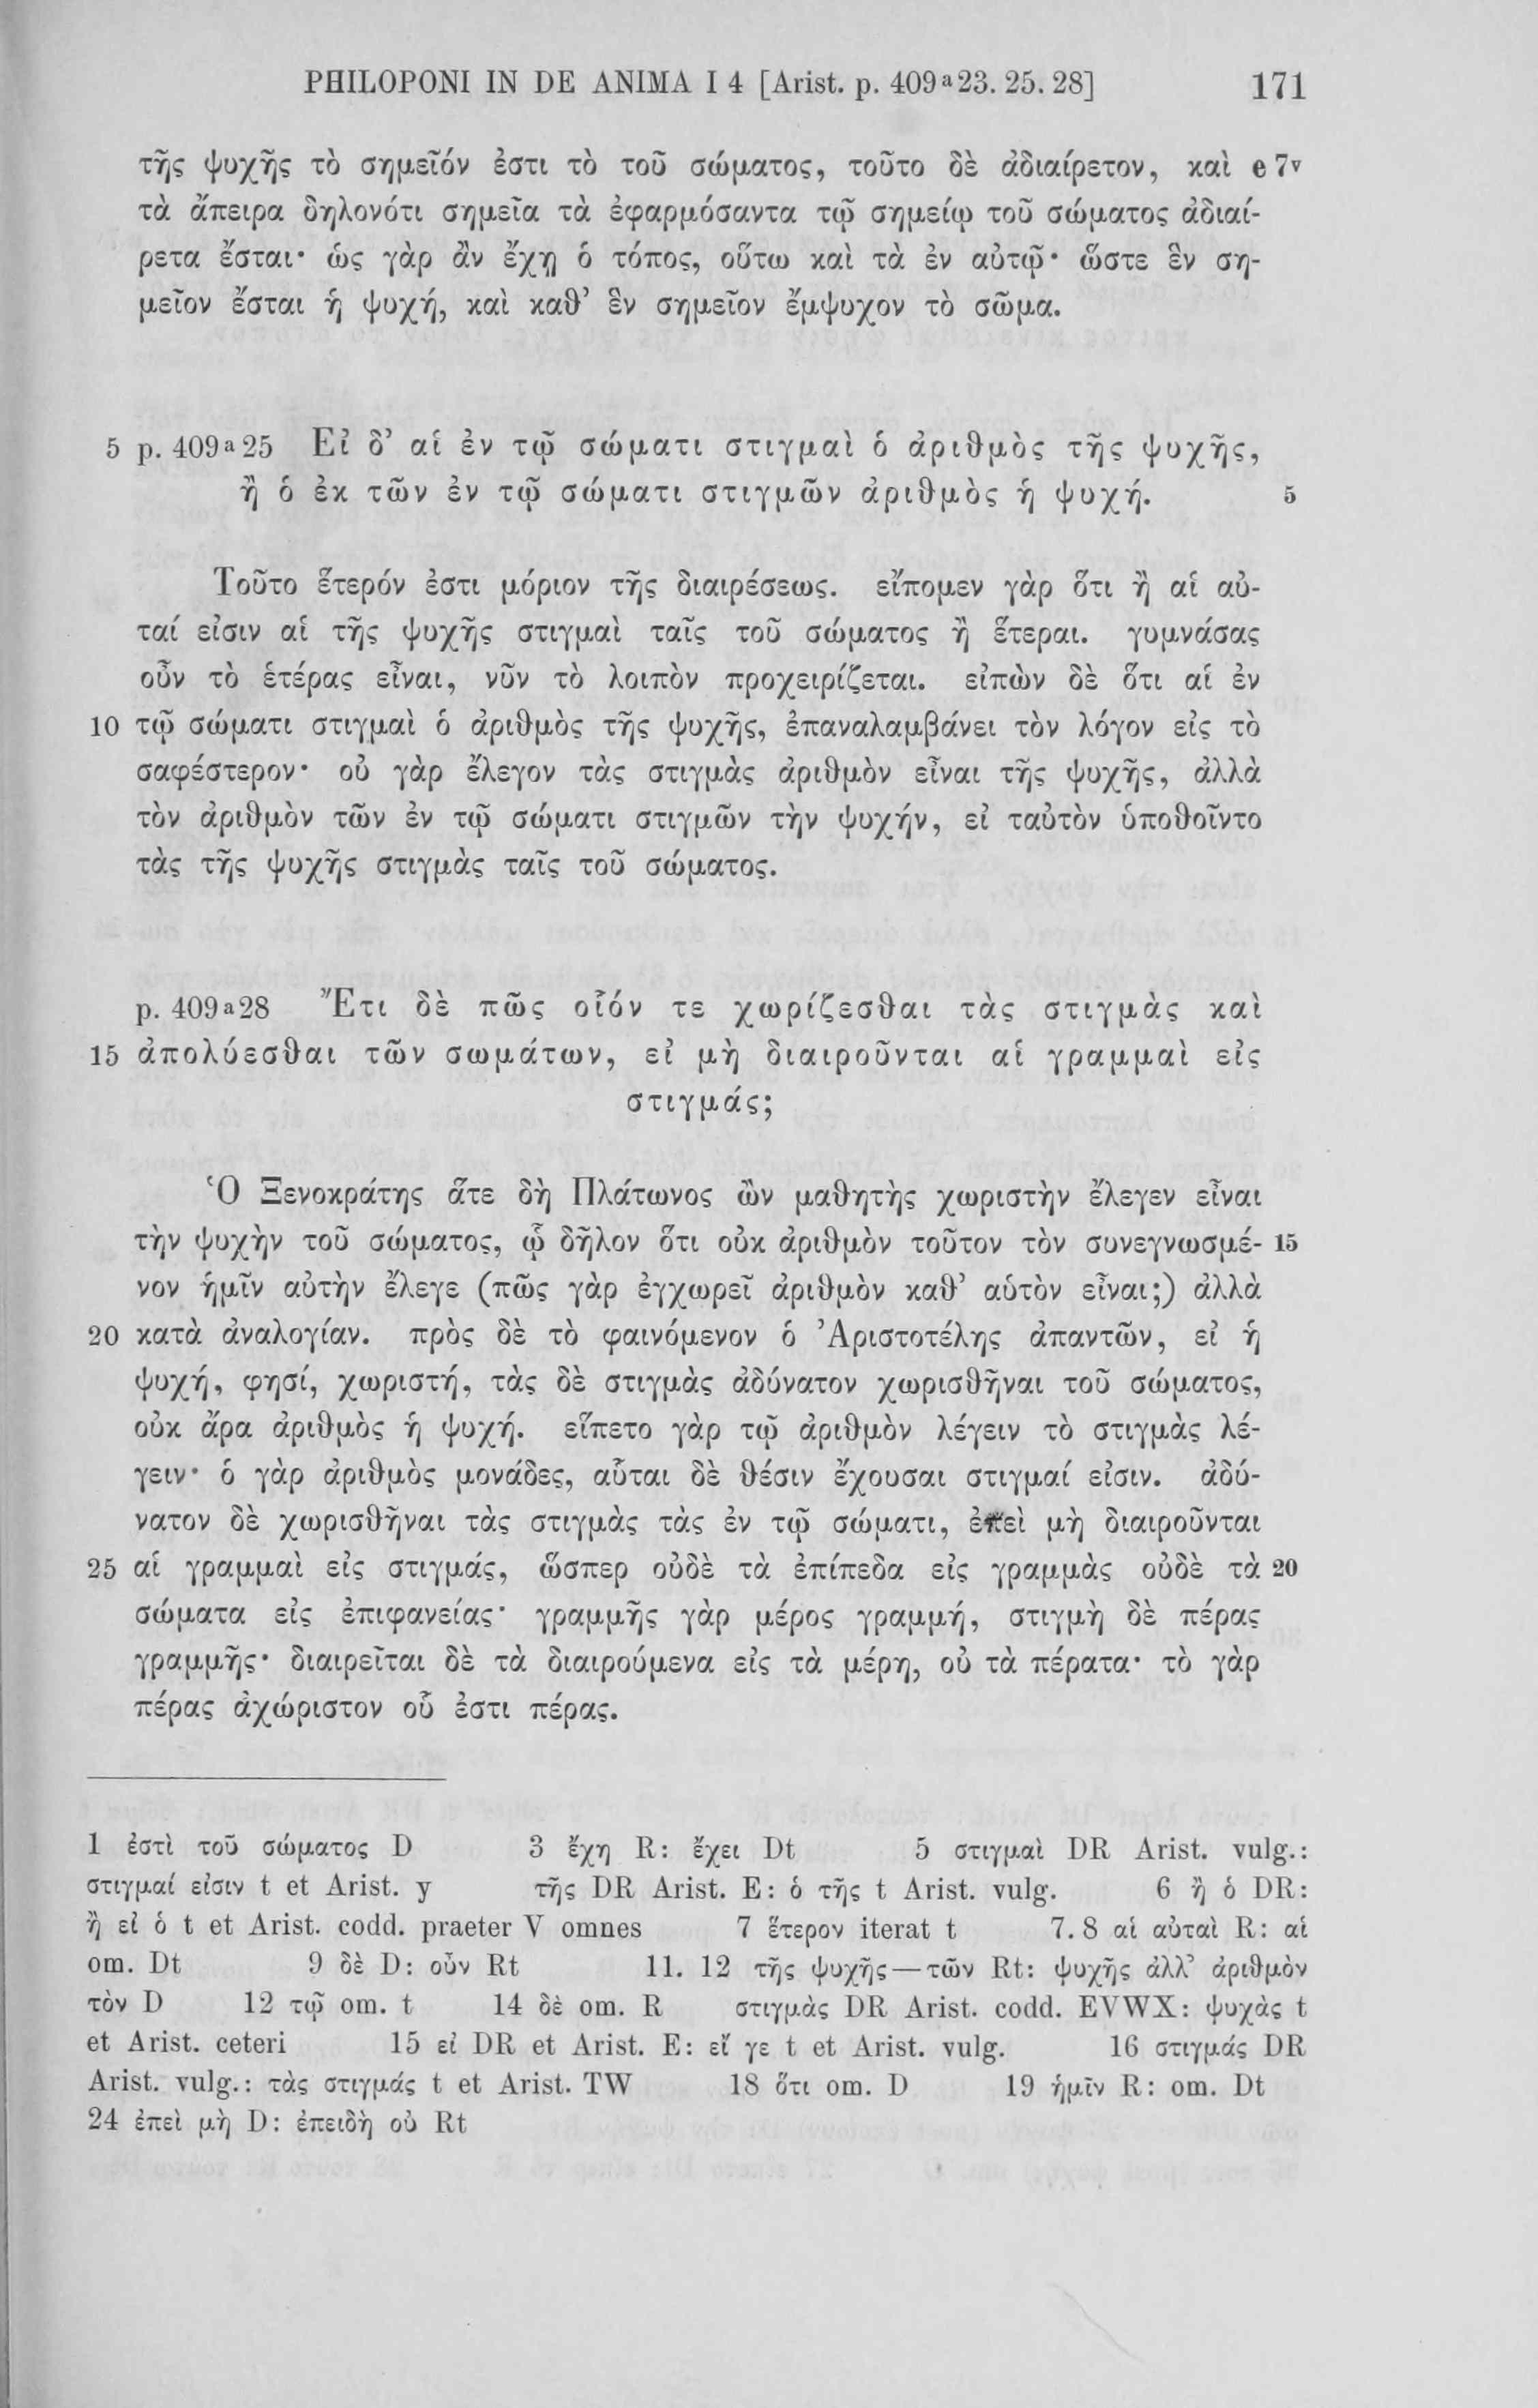 PHILOPONI IN DE ANIMA I 4 [Arist. p. 409ᵃ23. 25. 28] 171
τῆς ψυχῆς τὸ σημεῖόν ἐστι τὸ τοῦ σώματος, τοῦτο δὲ ἀδιαίρετον, καὶ e 7ᵛ
τὰ ἄπειρα δηλονότι σημεῖα τὰ ἐφαρμόσαντα τῷ σημείῳ τοῦ σώματος ἀδιαί-
ρετα ἔσται· ὡς γὰρ ἂν ἔχῃ ὁ τόπος, οὕτω καὶ τὰ ἐν αὐτῷ· ὥστε ἓν ση-
μεῖον ἔσται ἡ ψυχή, καὶ καθ’ ἓν σημεῖον ἔμψυχον τὸ σῶμα.
5 p. 409ᵃ25 Εἰ δ’ αἱ ἐν τῷ σώματι στιγμαὶ ὁ ἀριθμὸς τῆς ψυχῆς,
ἢ ὁ ἐκ τῶν ἐν τῷ σώματι στιγμῶν ἀριθμὸς ἡ ψυχή. 5
Τοῦτο ἕτερόν ἐστι μόριον τῆς διαιρέσεως. εἴπομεν γὰρ ὅτι ἢ αἱ αὐ-
ταί εἰσιν αἱ τῆς ψυχῆς στιγμαὶ ταῖς τοῦ σώματος ἢ ἕτεραι. γυμνάσας
οὖν τὸ ἑτέρας εἶναι, νῦν τὸ λοιπὸν προχειρίζεται. εἰπὼν δὲ ὅτι αἱ ἐν
10 τῷ σώματι στιγμαὶ ὁ ἀριθμὸς τῆς ψυχῆς, ἐπαναλαμβάνει τὸν λόγον εἰς τὸ
σαφέστερον· οὐ γὰρ ἔλεγον τὰς στιγμὰς ἀριθμὸν εἶναι τῆς ψυχῆς, ἀλλὰ
τὸν ἀριθμὸν τῶν ἐν τῷ σώματι στιγμῶν τὴν ψυχήν, εἰ ταὐτὸν ὑποθοῖντο
τὰς τῆς ψυχῆς στιγμὰς ταῖς τοῦ σώματος.
p. 409ᵃ28 Ἔτι δὲ πῶς οἷόν τε χωρίζεσθαι τὰς στιγμὰς καὶ
15 ἀπολύεσθαι τῶν σωμάτων, εἰ μὴ διαιροῦνται αἱ γραμμαὶ εἰς
στιγμάς;
Ὁ Ξενοκράτης ἅτε δὴ Πλάτωνος ὢν μαθητὴς χωριστὴν ἔλεγεν εἶναι
τὴν ψυχὴν τοῦ σώματος, ᾧ δῆλον ὅτι οὐκ ἀριθμὸν τοῦτον τὸν συνεγνωσμέ- 15
νον ἡμῖν αὐτὴν ἔλεγε (πῶς γὰρ ἐγχωρεῖ ἀριθμὸν καθ’ αὑτὸν εἶναι;) ἀλλὰ
20 κατὰ ἀναλογίαν. πρὸς δὲ τὸ φαινόμενον ὁ Ἀριστοτέλης ἀπαντῶν, εἰ ἡ
ψυχή, φησί, χωριστή, τὰς δὲ στιγμὰς ἀδύνατον χωρισθῆναι τοῦ σώματος,
οὐκ ἄρα ἀριθμὸς ἡ ψυχή. εἵπετο γὰρ τῷ ἀριθμὸν λέγειν τὸ στιγμὰς λέ-
γειν· ὁ γὰρ ἀριθμὸς μονάδες, αὗται δὲ θέσιν ἔχουσαι στιγμαί εἰσιν. ἀδύ-
νατον δὲ χωρισθῆναι τὰς στιγμὰς τὰς ἐν τῷ σώματι, ἐπεὶ μὴ διαιροῦνται
25 αἱ γραμμαὶ εἰς στιγμάς, ὥσπερ οὐδὲ τὰ ἐπίπεδα εἰς γραμμὰς οὐδὲ τὰ 20
σώματα εἰς ἐπιφανείας· γραμμῆς γὰρ μέρος γραμμή, στιγμὴ δὲ πέρας
γραμμῆς· διαιρεῖται δὲ τὰ διαιρούμενα εἰς τὰ μέρη, οὐ τὰ πέρατα· τὸ γὰρ
πέρας ἀχώριστον οὗ ἐστι πέρας.
1 ἐστὶ τοῦ σώματος D 3 ἔχῃ R: ἔχει Dt 5 στιγμαὶ DR Arist. vulg.:
στιγμαί εἰσιν t et Arist. y τῆς DR Arist. E: ὁ τῆς t Arist. vulg. 6 ἢ ὁ DR:
ἢ εἰ ὁ t et Arist. codd. praeter V omnes 7 ἕτερον iterat t 7. 8 αἱ αὐταὶ R: αἱ
om. Dt 9 δὲ D: οὖν Rt 11. 12 τῆς ψυχῆς — τῶν Rt: ψυχῆς ἀλλ’ ἀριθμὸν
τὸν D 12 τῷ om. t 14 δὲ om. R στιγμὰς DR Arist. codd. EVWX: ψυχὰς t
et Arist. ceteri 15 εἰ DR et Arist. E: εἴ γε t et Arist. vulg. 16 στιγμάς DR
Arist. vulg.: τὰς στιγμάς t et Arist. TW 18 ὅτι om. D 19 ἡμῖν R: om. Dt
24 ἐπεὶ μὴ D: ἐπειδὴ οὐ Rt